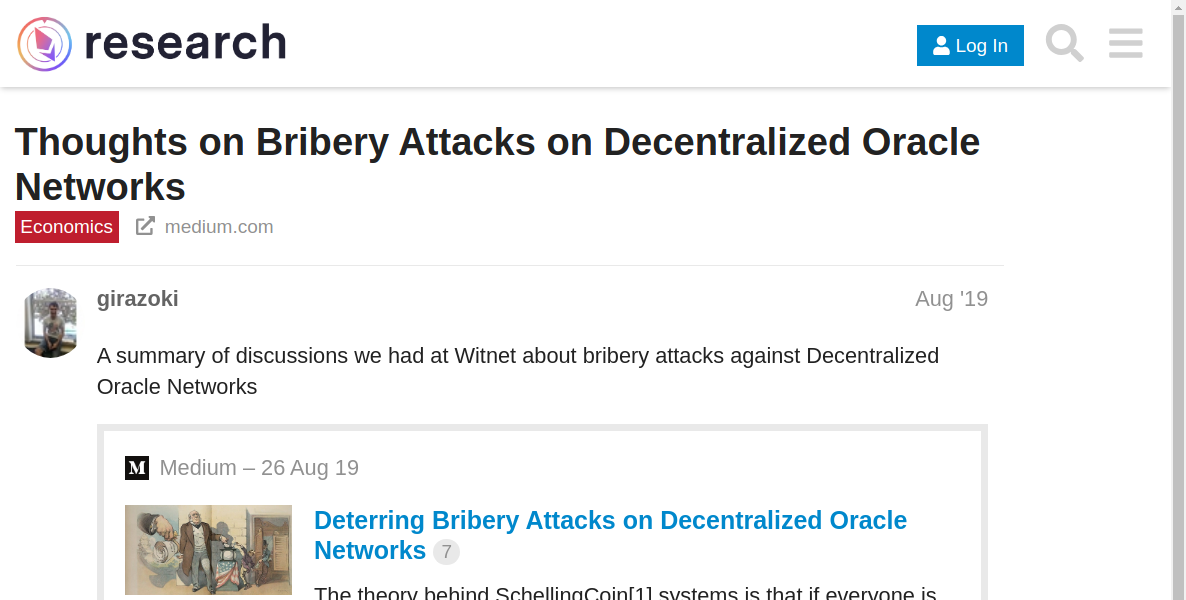 research
Log In
Thoughts on Bribery Attacks on Decentralized Oracle
Networks
Economics medium.com
girazoki Aug '19
A summary of discussions we had at Witnet about bribery attacks against Decentralized
Oracle Networks
M Medium – 26 Aug 19
Deterring Bribery Attacks on Decentralized Oracle
Networks 7
The theory behind SchellingCoin[1] systems is that if everyone is